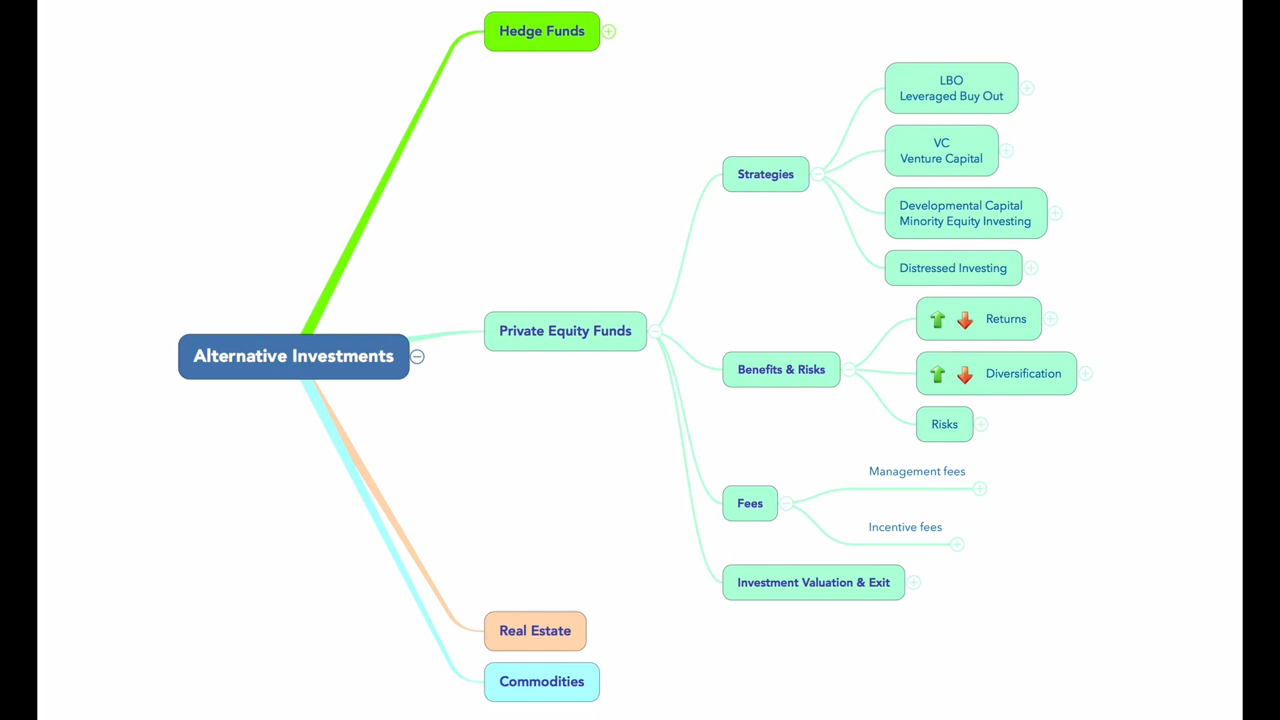 Hedge Funds
LBO
Leveraged Buy Out
VC
Venture Capital
Strategies
Developmental Capital
Minority Equity Investing
Distressed Investing
Returns
Private Equity Funds
Alternative Investments
Benefits & Risks
Diversification
Risks
Management fees
Fees
Incentive fees
Investment Valuation & Exit
Real Estate
Commodities